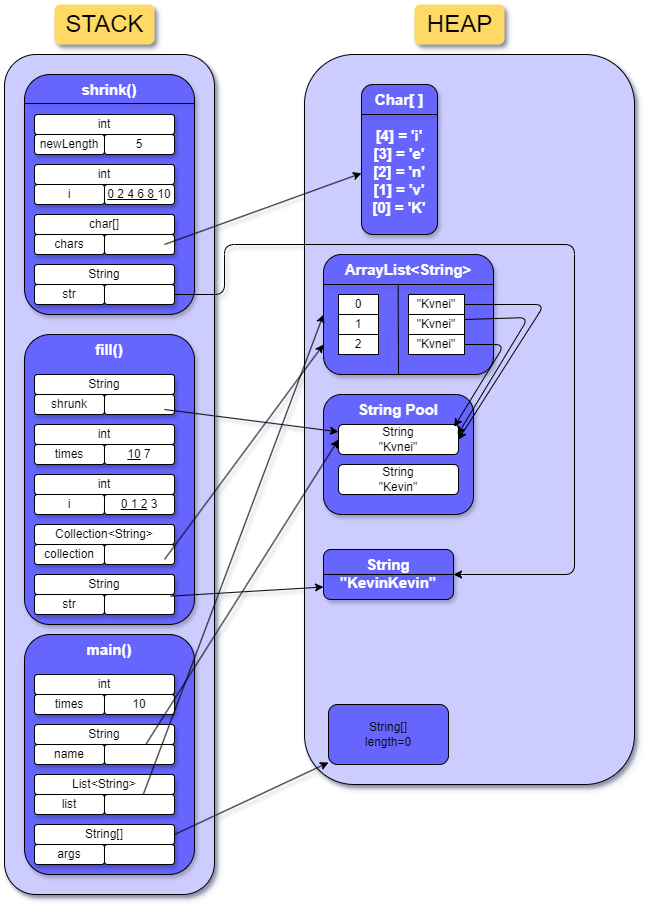 STACK
HEAP
shrink()
int
newLength 5
int
i 0 2 4 6 8 10
char[]
chars
String
str
fill()
String
shrunk
int
times 10 7
int
i 0 1 2 3
Collection<String>
collection
String
str
main()
int
times 10
String
name
List<String>
list
String[]
args
Char[ ]
[4] = 'i'
[3] = 'e'
[2] = 'n'
[1] = 'v'
[0] = 'K'
ArrayList<String>
0 "Kvnei"
1 "Kvnei"
2 "Kvnei"
String Pool
String
"Kvnei"
String
"Kevin"
String
"KevinKevin"
String[]
length=0